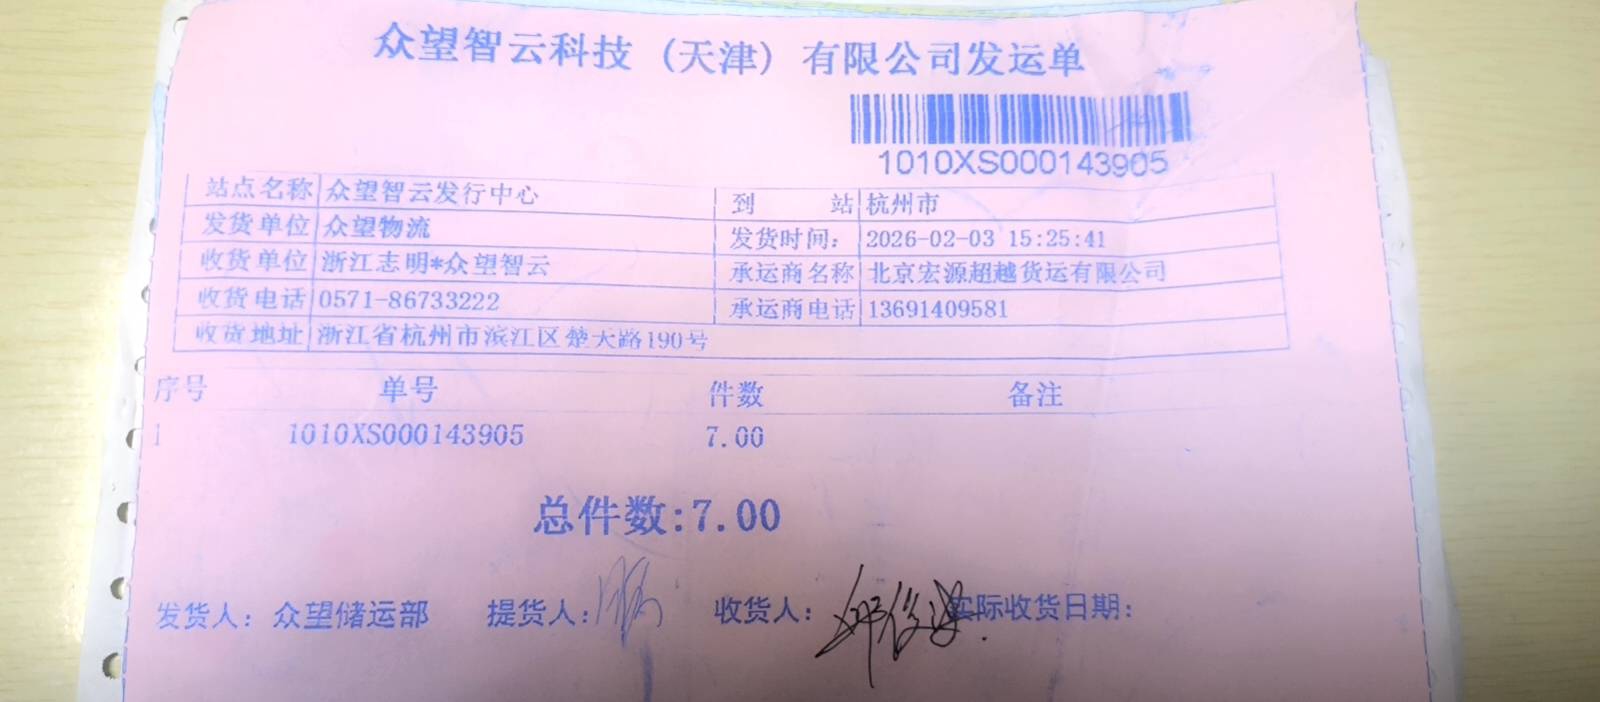 众望智云科技（天津）有限公司发运单
1010XS000143905
站点名称 众望智云发行中心 到 站 杭州市
发货单位 众望物流 发货时间： 2026-02-03 15:25:41
收货单位 浙江志明*众望智云 承运商名称 北京宏源超越货运有限公司
收货电话 0571-86733222 承运商电话 13691409581
收货地址 浙江省杭州市滨江区楚天路190号
序号 单号 件数 备注
1 1010XS000143905 7.00
总件数:7.00
发货人：众望储运部 提货人： 收货人： 实际收货日期：